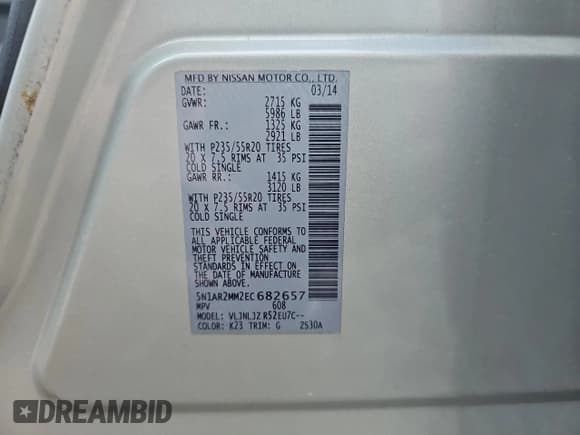 MFD BY NISSAN MOTOR CO., LTD.
DATE: 03/14
GVWR: 2715 KG
5986 LB
GAWR FR.: 1325 KG
2921 LB
WITH P235/55R20 TIRES
20 X 7.5 RIMS AT 35 PSI
COLD SINGLE
GAWR RR.: 1415 KG
3120 LB
WITH P235/55R20 TIRES
20 X 7.5 RIMS AT 35 PSI
COLD SINGLE
THIS VEHICLE CONFORMS TO
ALL APPLICABLE FEDERAL
MOTOR VEHICLE SAFETY AND
THEFT PREVENTION
STANDARDS IN EFFECT ON
THE DATE OF MANUFACTURE
SHOWN ABOVE.
5N1AR2MM2EC682657
MPV 608
MODEL: VLJNLJZ R52EU7C--
COLOR: K23 TRIM: G 2S30A
DREAMBID